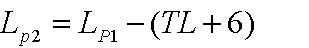 L_{p2} = L_{P1} − (TL + 6)